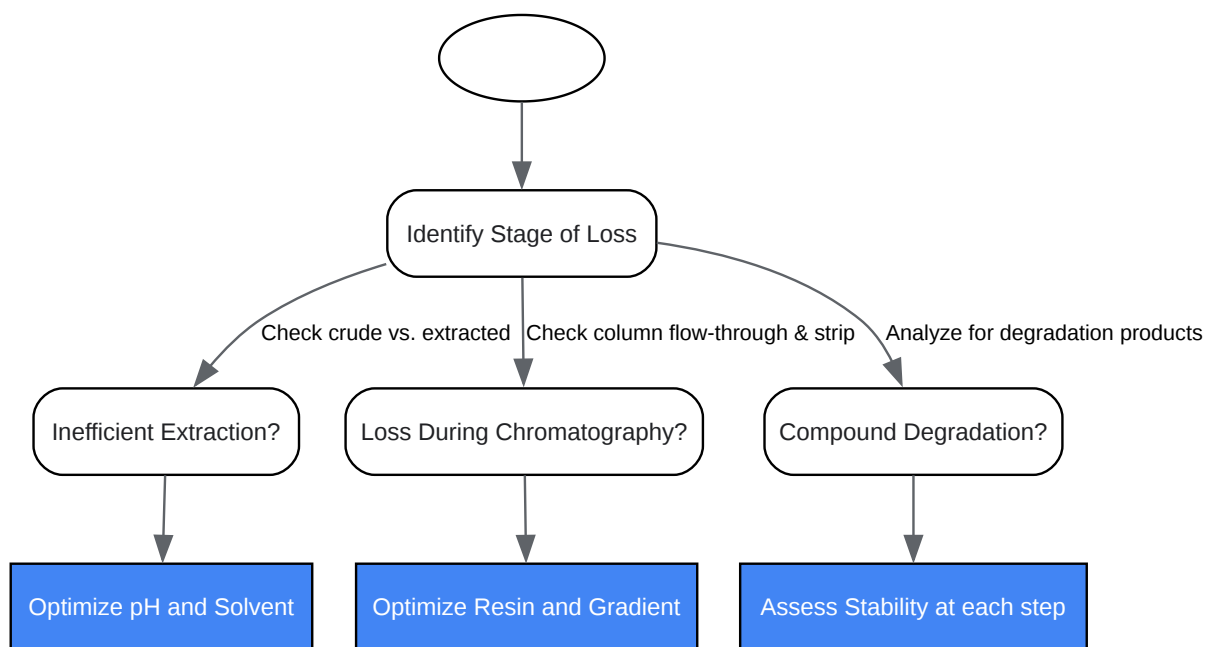 Identify Stage of Loss
Check crude vs. extracted
Check column flow-through & strip
Analyze for degradation products
Inefficient Extraction?
Loss During Chromatography?
Compound Degradation?
Optimize pH and Solvent
Optimize Resin and Gradient
Assess Stability at each step